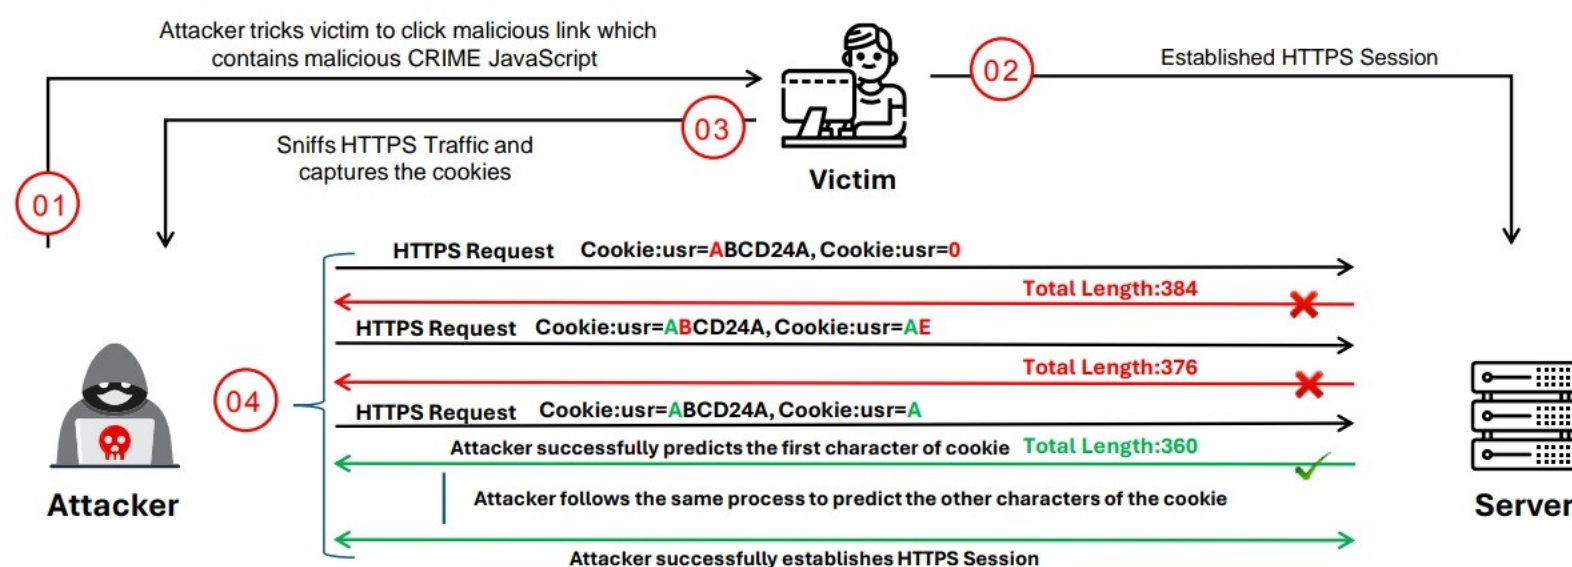 Attacker tricks victim to click malicious link which
contains malicious CRIME JavaScript
02
Established HTTPS Session
03
Sniffs HTTPS Traffic and
captures the cookies
Victim
01
HTTPS Request Cookie:usr=ABCD24A, Cookie:usr=0
Total Length:384
HTTPS Request Cookie:usr=ABCD24A, Cookie:usr=AE
Total Length:376
04
HTTPS Request Cookie:usr=ABCD24A, Cookie:usr=A
Attacker successfully predicts the first character of cookie Total Length:360
Attacker follows the same process to predict the other characters of the cookie
Attacker
Server
Attacker successfully establishes HTTPS Session